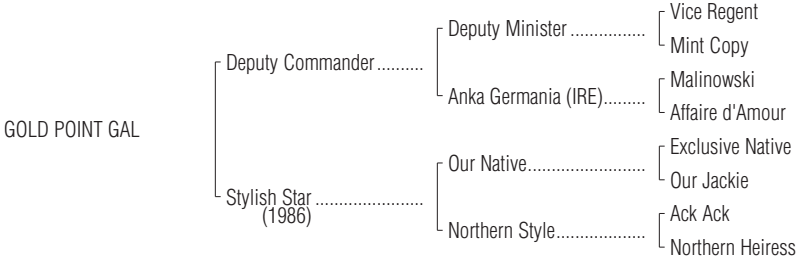 Vice Regent
Deputy Minister ................
Mint Copy
Deputy Commander..........
Malinowski
Anka Germania (IRE).........
Affaire d'Amour
GOLD POINT GAL
Exclusive Native
Our Native.........................
Our Jackie
Stylish Star .......................
(1986)
Ack Ack
Northern Style...................
Northern Heiress